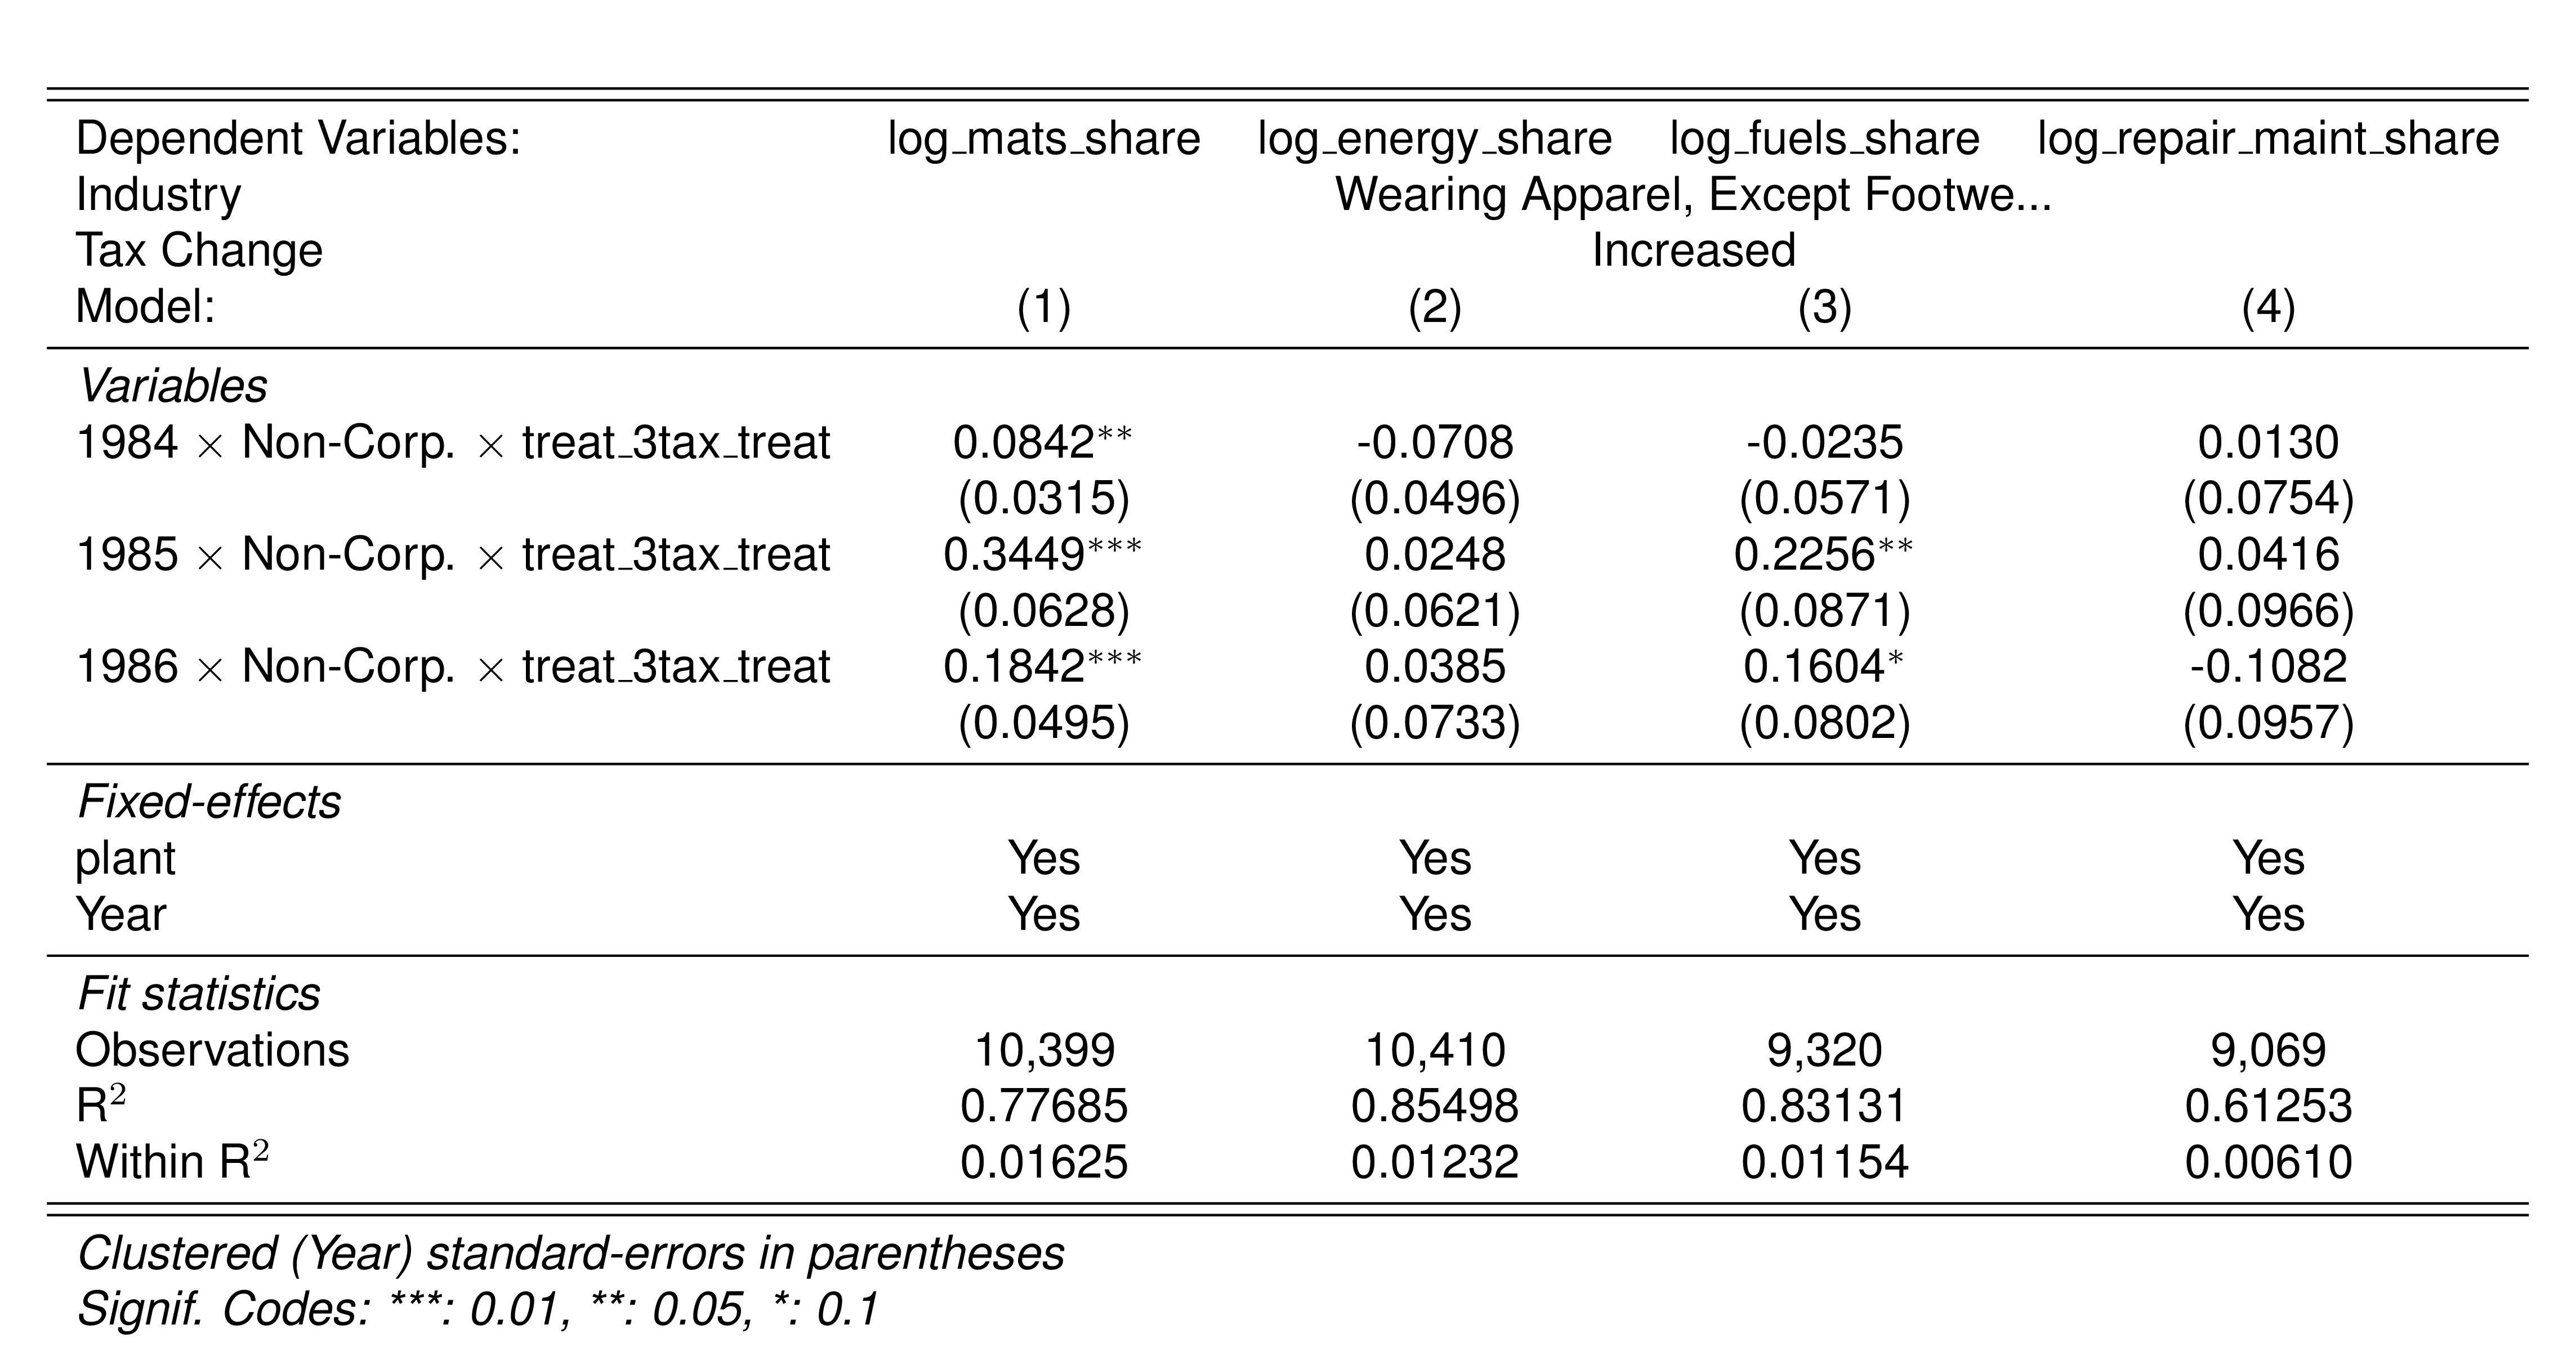 Dependent Variables: log_mats_share log_energy_share log_fuels_share log_repair_maint_share
Industry Wearing Apparel, Except Footwe...
Tax Change Increased
Model: (1) (2) (3) (4)
Variables
1984 × Non-Corp. × treat_3tax_treat 0.0842** -0.0708 -0.0235 0.0130
(0.0315) (0.0496) (0.0571) (0.0754)
1985 × Non-Corp. × treat_3tax_treat 0.3449*** 0.0248 0.2256** 0.0416
(0.0628) (0.0621) (0.0871) (0.0966)
1986 × Non-Corp. × treat_3tax_treat 0.1842*** 0.0385 0.1604* -0.1082
(0.0495) (0.0733) (0.0802) (0.0957)
Fixed-effects
plant Yes Yes Yes Yes
Year Yes Yes Yes Yes
Fit statistics
Observations 10,399 10,410 9,320 9,069
R² 0.77685 0.85498 0.83131 0.61253
Within R² 0.01625 0.01232 0.01154 0.00610
Clustered (Year) standard-errors in parentheses
Signif. Codes: ***: 0.01, **: 0.05, *: 0.1